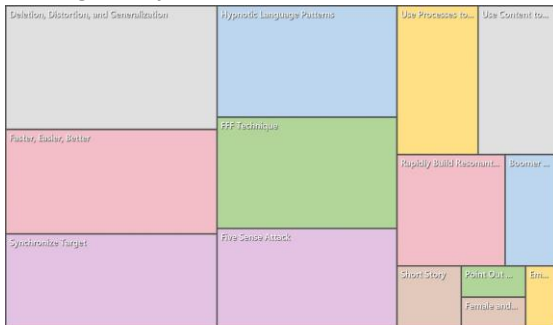 Deletion, Distortion, and Generalization
Hypnotic Language Patterns
Use Processes to...
Use Content to...
Faster, Easier, Better
FFF Technique
Rapidly Build Resonant...
Boomer ...
Synchronize Target
Five Sense Attack
Short Story
Point Out ...
Em...
Female and...